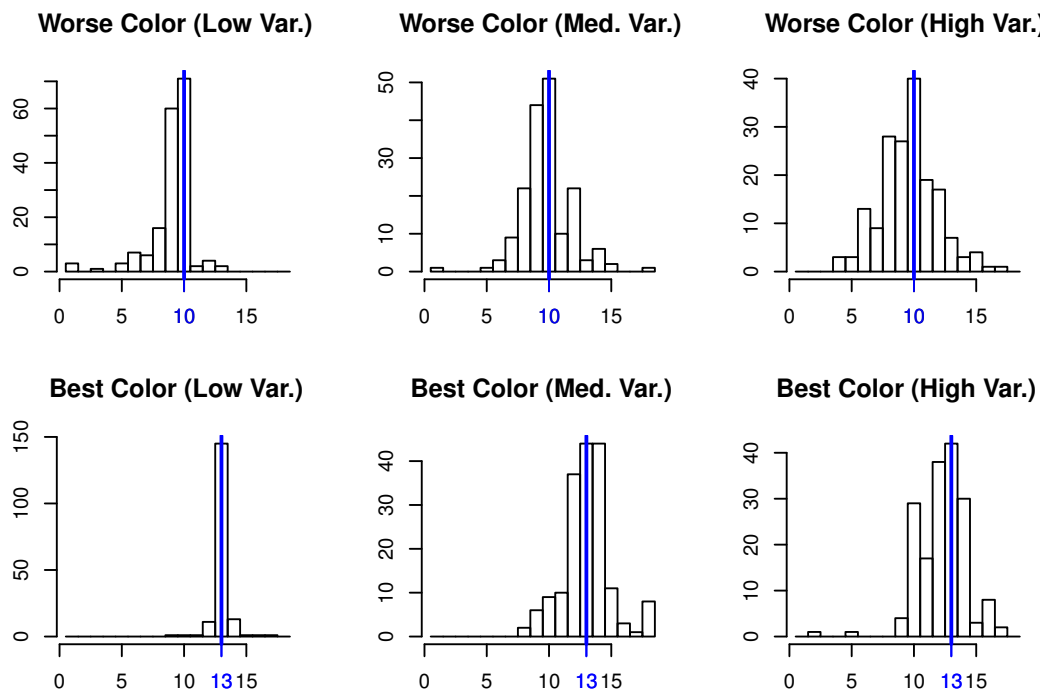 Worse Color (Low Var.)
Worse Color (Med. Var.)
Worse Color (High Var.)
0 20 40 60
0 5 10 15
0 10 30 50
0 5 10 15
0 10 20 30 40
0 5 10 15
Best Color (Low Var.)
Best Color (Med. Var.)
Best Color (High Var.)
0 50 100 150
0 5 10 13 15
0 10 20 30 40
0 5 10 13 15
0 10 20 30 40
0 5 10 13 15